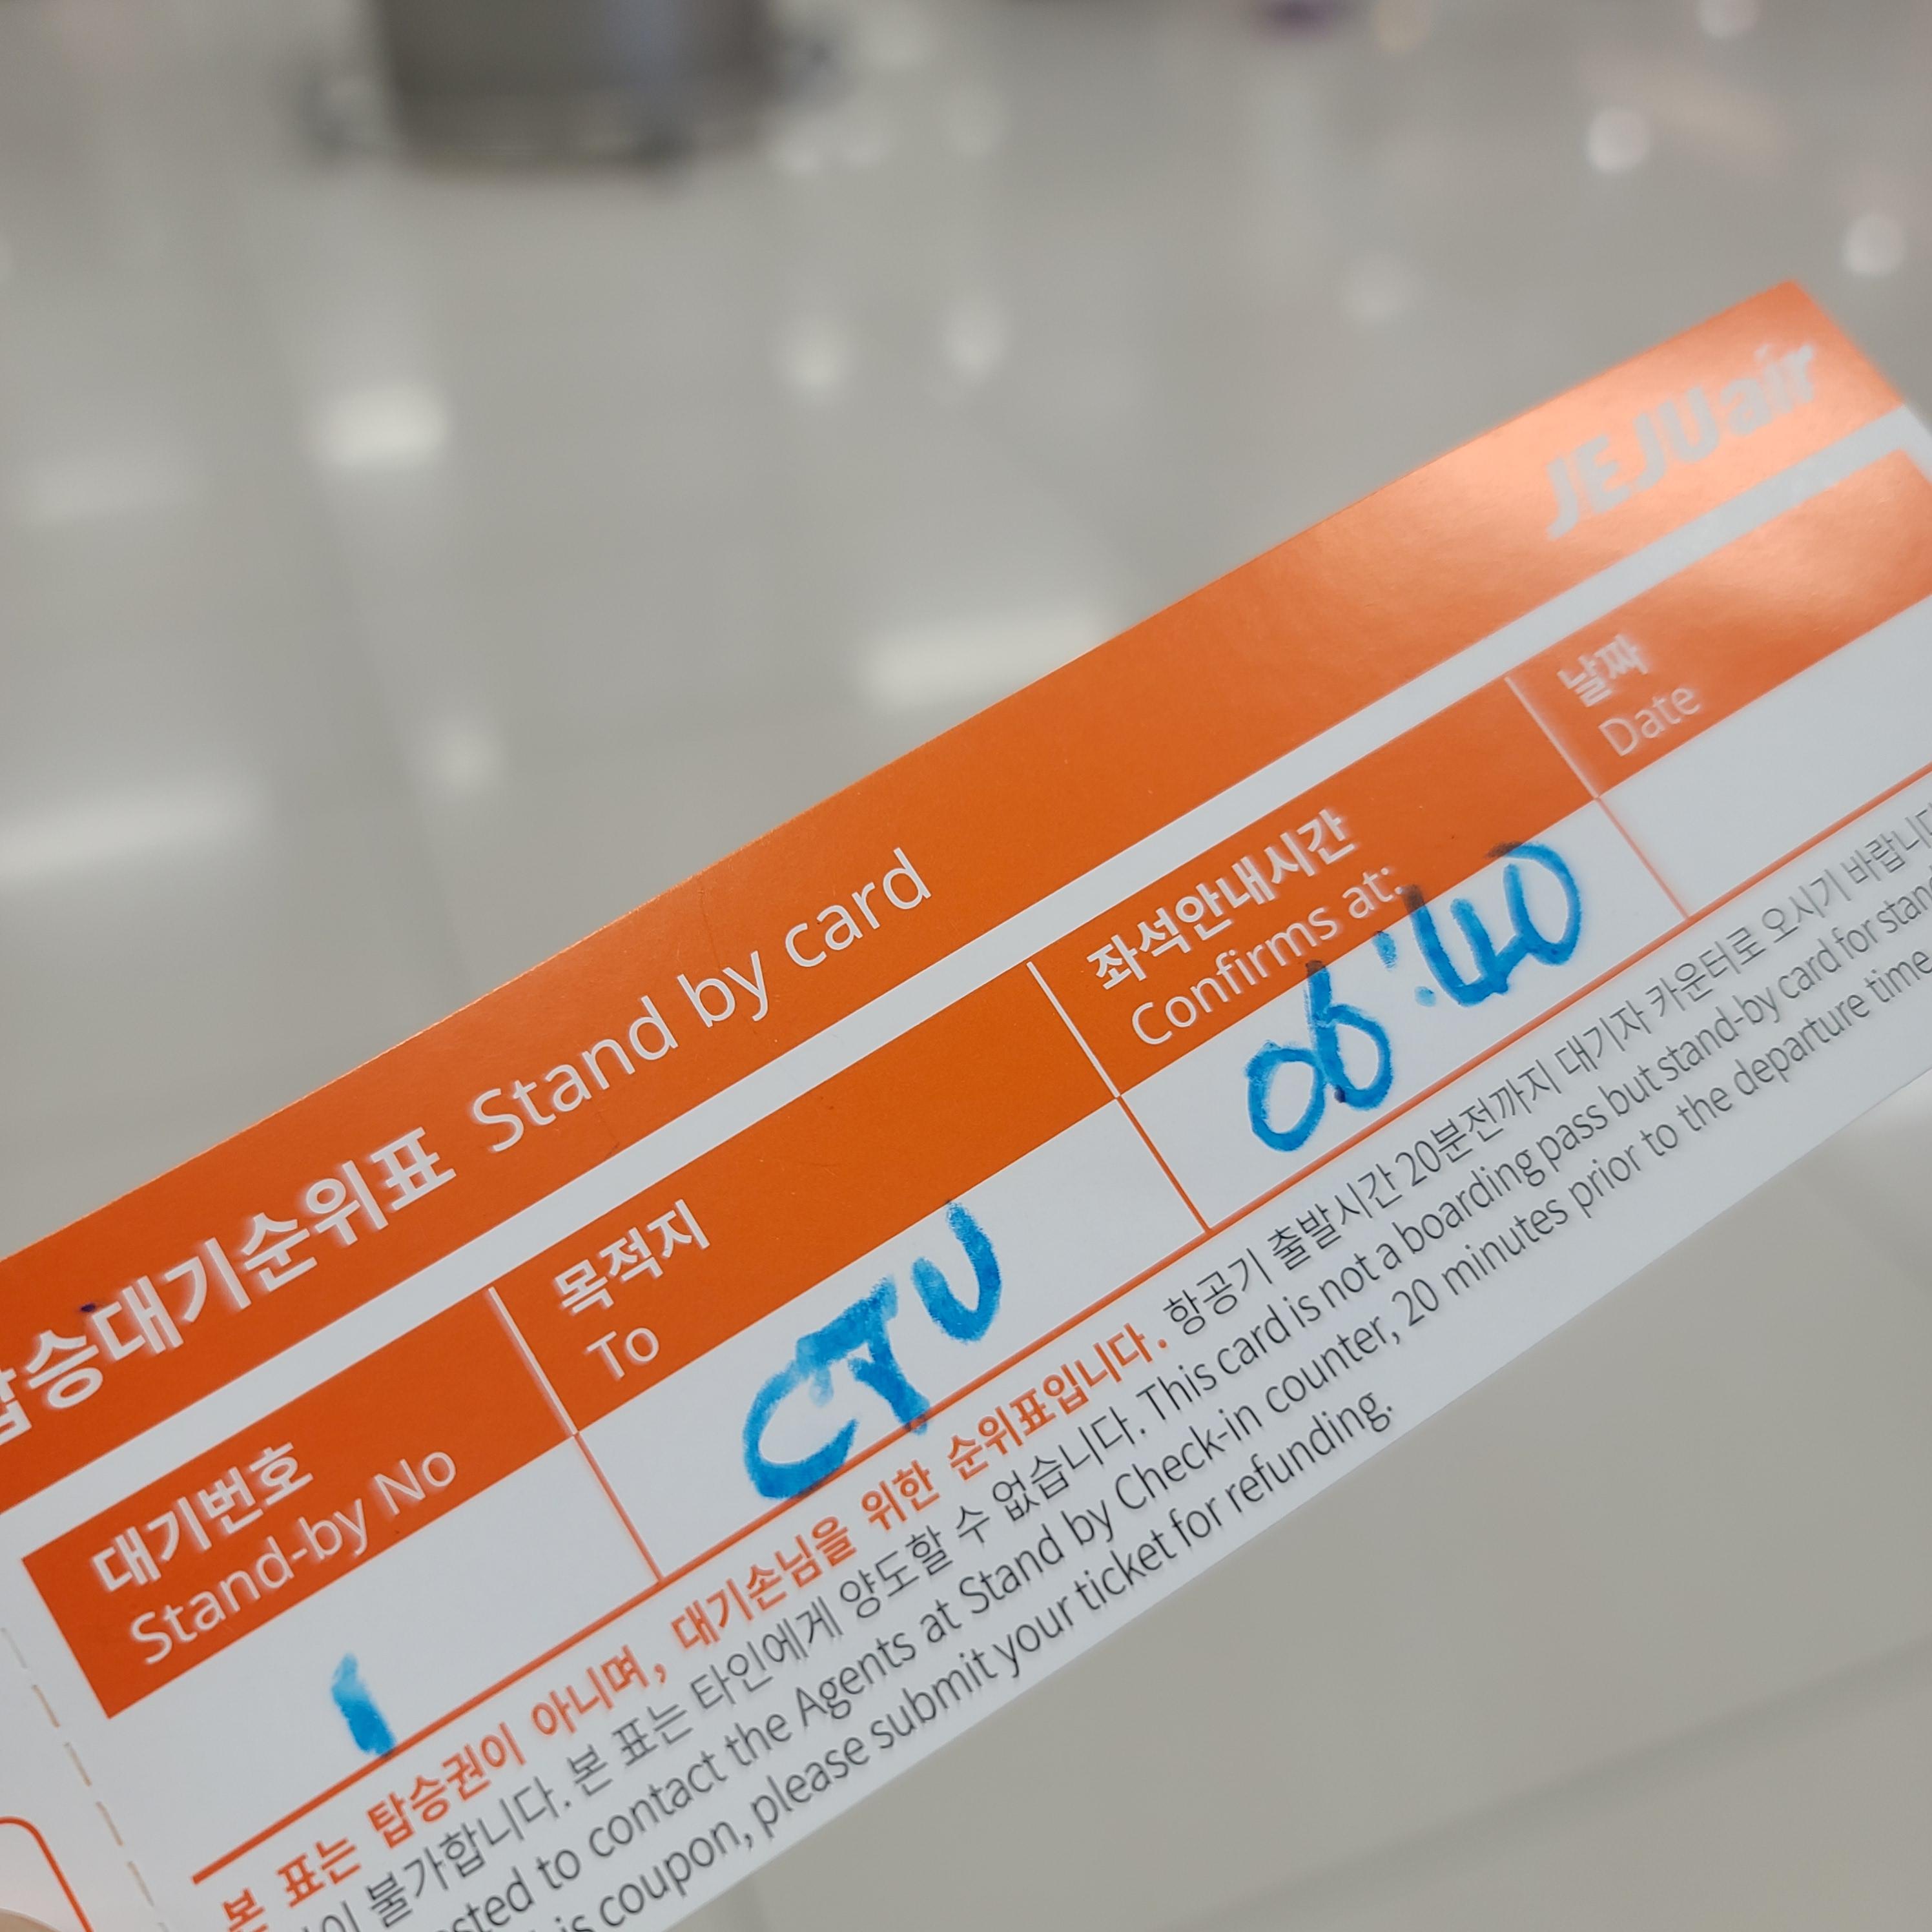 JEJUair
탑승대기순위표 Stand by card
대기번호
Stand-by No
목적지
To
좌석안내시간
Confirms at:
날짜
Date
1
CTU
06:40
본 표는 탑승권이 아니며, 대기손님을 위한 순위표입니다. 항공기 출발시간 20분전까지 대기자 카운터로 오시기 바랍니다
불가합니다. 본 표는 타인에게 양도할 수 없습니다. This card is not a boarding pass but stand-by card for
to contact the Agents at Stand by Check-in counter, 20 minutes prior to the departure time
coupon, please submit your ticket for refunding.